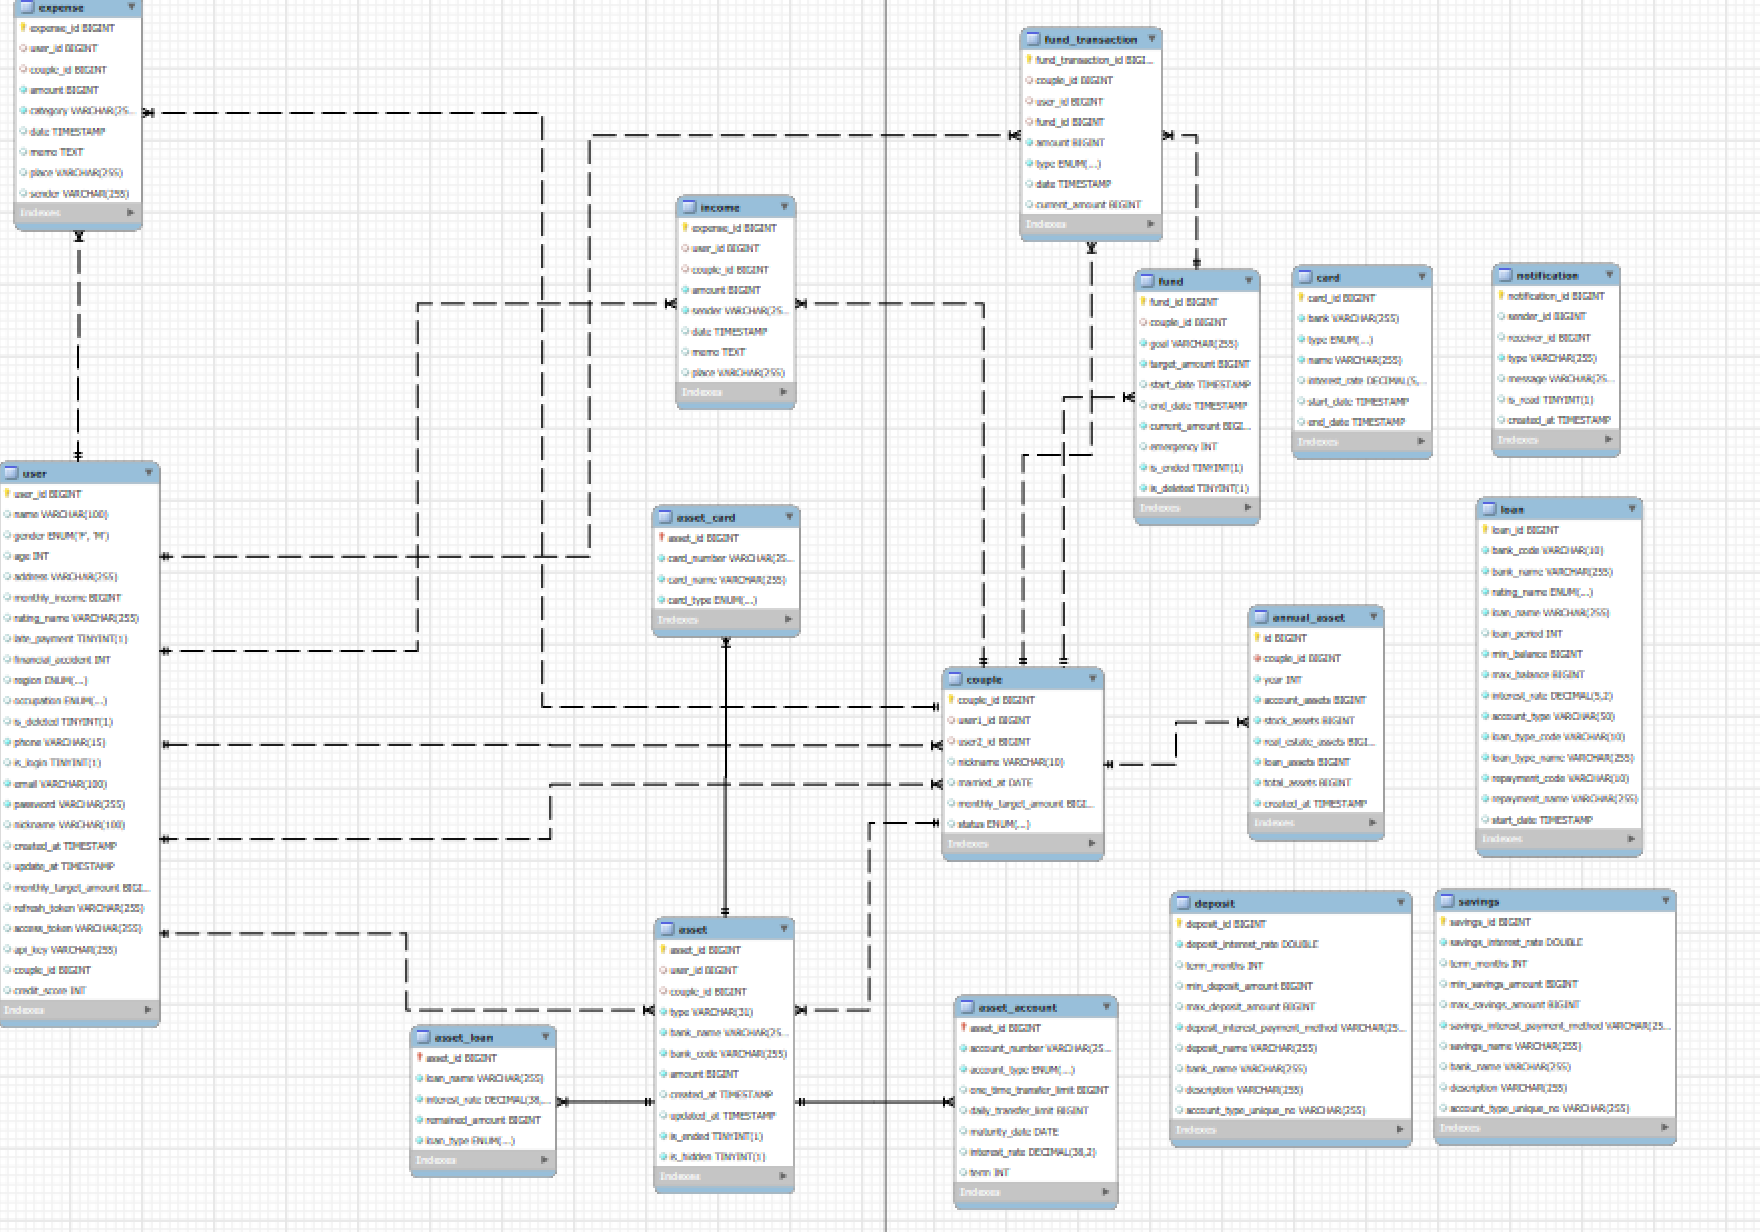 expense
expense_id BIGINT
user_id BIGINT
couple_id BIGINT
amount BIGINT
category VARCHAR(25...
date TIMESTAMP
memo TEXT
place VARCHAR(255)
sender VARCHAR(255)
Indexes
fund_transaction
fund_transaction_id BIGI...
couple_id BIGINT
user_id BIGINT
fund_id BIGINT
amount BIGINT
type ENUM(...)
date TIMESTAMP
current_amount BIGINT
Indexes
income
expense_id BIGINT
user_id BIGINT
couple_id BIGINT
amount BIGINT
sender VARCHAR(25...
date TIMESTAMP
memo TEXT
place VARCHAR(255)
Indexes
fund
fund_id BIGINT
couple_id BIGINT
goal VARCHAR(255)
target_amount BIGINT
start_date TIMESTAMP
end_date TIMESTAMP
current_amount BIGI...
emergency INT
is_ended TINYINT(1)
is_deleted TINYINT(1)
Indexes
card
card_id BIGINT
bank VARCHAR(255)
type ENUM(...)
name VARCHAR(255)
interest_rate DECIMAL(5,...
start_date TIMESTAMP
end_date TIMESTAMP
Indexes
notification
notification_id BIGINT
sender_id BIGINT
receiver_id BIGINT
type VARCHAR(255)
message VARCHAR(25...
is_read TINYINT(1)
created_at TIMESTAMP
Indexes
user
user_id BIGINT
name VARCHAR(100)
gender ENUM('F', 'M')
age INT
address VARCHAR(255)
monthly_income BIGINT
rating_name VARCHAR(255)
late_payment TINYINT(1)
financial_accident INT
region ENUM(...)
occupation ENUM(...)
is_deleted TINYINT(1)
phone VARCHAR(15)
is_login TINYINT(1)
email VARCHAR(100)
password VARCHAR(255)
nickname VARCHAR(100)
created_at TIMESTAMP
update_at TIMESTAMP
monthly_target_amount BIGI...
refresh_token VARCHAR(255)
access_token VARCHAR(255)
api_key VARCHAR(255)
couple_id BIGINT
credit_score INT
Indexes
asset_card
asset_id BIGINT
card_number VARCHAR(25...
card_name VARCHAR(255)
card_type ENUM(...)
Indexes
loan
loan_id BIGINT
bank_code VARCHAR(10)
bank_name VARCHAR(255)
rating_name ENUM(...)
loan_name VARCHAR(255)
loan_period INT
min_balance BIGINT
max_balance BIGINT
interest_rate DECIMAL(5,2)
account_type VARCHAR(50)
loan_type_code VARCHAR(10)
loan_type_name VARCHAR(255)
repayment_code VARCHAR(10)
repayment_name VARCHAR(255)
start_date TIMESTAMP
Indexes
annual_asset
id BIGINT
couple_id BIGINT
year INT
account_assets BIGINT
stock_assets BIGINT
real_estate_assets BIGI...
loan_assets BIGINT
total_assets BIGINT
created_at TIMESTAMP
Indexes
couple
couple_id BIGINT
user1_id BIGINT
user2_id BIGINT
nickname VARCHAR(10)
married_at DATE
monthly_target_amount BIGI...
status ENUM(...)
Indexes
deposit
deposit_id BIGINT
deposit_interest_rate DOUBLE
term_months INT
min_deposit_amount BIGINT
max_deposit_amount BIGINT
deposit_interest_payment_method VARCHAR(25...
deposit_name VARCHAR(255)
bank_name VARCHAR(255)
description VARCHAR(255)
account_type_unique_no VARCHAR(255)
Indexes
savings
savings_id BIGINT
savings_interest_rate DOUBLE
term_months INT
min_savings_amount BIGINT
max_savings_amount BIGINT
savings_interest_payment_method VARCHAR(25...
savings_name VARCHAR(255)
bank_name VARCHAR(255)
description VARCHAR(255)
account_type_unique_no VARCHAR(255)
Indexes
asset
asset_id BIGINT
user_id BIGINT
couple_id BIGINT
type VARCHAR(31)
bank_name VARCHAR(25...
bank_code VARCHAR(255)
amount BIGINT
created_at TIMESTAMP
updated_at TIMESTAMP
is_ended TINYINT(1)
is_hidden TINYINT(1)
Indexes
asset_account
asset_id BIGINT
account_number VARCHAR(25...
account_type ENUM(...)
one_time_transfer_limit BIGINT
daily_transfer_limit BIGINT
maturity_date DATE
interest_rate DECIMAL(38,2)
term INT
Indexes
asset_loan
asset_id BIGINT
loan_name VARCHAR(255)
interest_rate DECIMAL(38,...
remained_amount BIGINT
loan_type ENUM(...)
Indexes